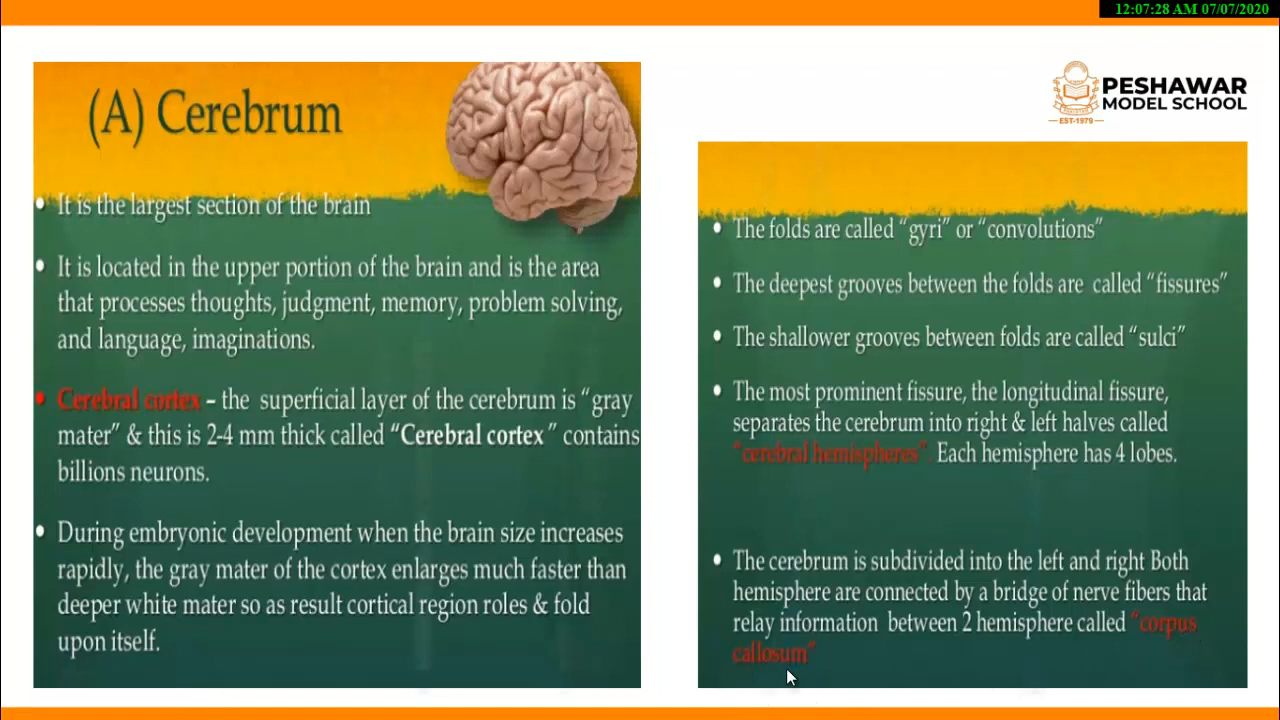 12:07:28 AM 07/07/2020
PESHAWAR
MODEL SCHOOL
EST-1979
(A) Cerebrum
• It is the largest section of the brain
• It is located in the upper portion of the brain and is the area
that processes thoughts, judgment, memory, problem solving,
and language, imaginations.
• Cerebral cortex – the superficial layer of the cerebrum is “gray
mater” & this is 2-4 mm thick called “Cerebral cortex” contains
billions neurons.
• During embryonic development when the brain size increases
rapidly, the gray mater of the cortex enlarges much faster than
deeper white mater so as result cortical region roles & fold
upon itself.
• The folds are called “gyri” or “convolutions”
• The deepest grooves between the folds are called “fissures”
• The shallower grooves between folds are called “sulci”
• The most prominent fissure, the longitudinal fissure,
separates the cerebrum into right & left halves called
“cerebral hemispheres”. Each hemisphere has 4 lobes.
• The cerebrum is subdivided into the left and right Both
hemisphere are connected by a bridge of nerve fibers that
relay information between 2 hemisphere called “corpus
callosum”